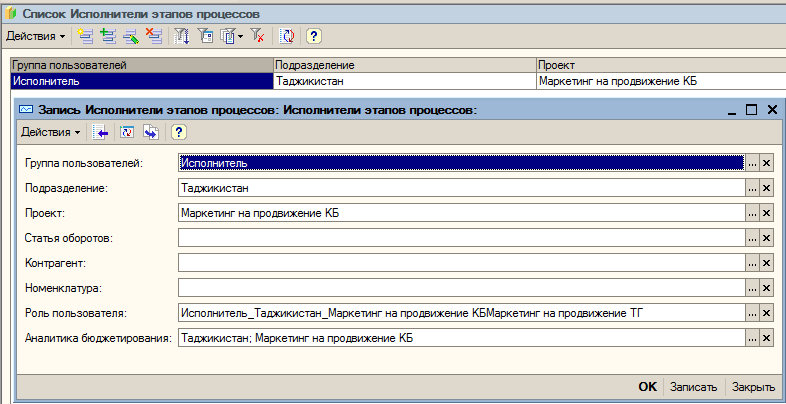 Список Исполнители этапов процессов
Действия
Группа пользователей Подразделение Проект
Исполнитель Таджикистан Маркетинг на продвижение КБ
Запись Исполнители этапов процессов: Исполнители этапов процессов:
Действия
Группа пользователей: Исполнитель
Подразделение: Таджикистан
Проект: Маркетинг на продвижение КБ
Статья оборотов:
Контрагент:
Номенклатура:
Роль пользователя: Исполнитель_Таджикистан_Маркетинг на продвижение КБМаркетинг на продвижение ТГ
Аналитика бюджетирования: Таджикистан; Маркетинг на продвижение КБ
OK Записать Закрыть